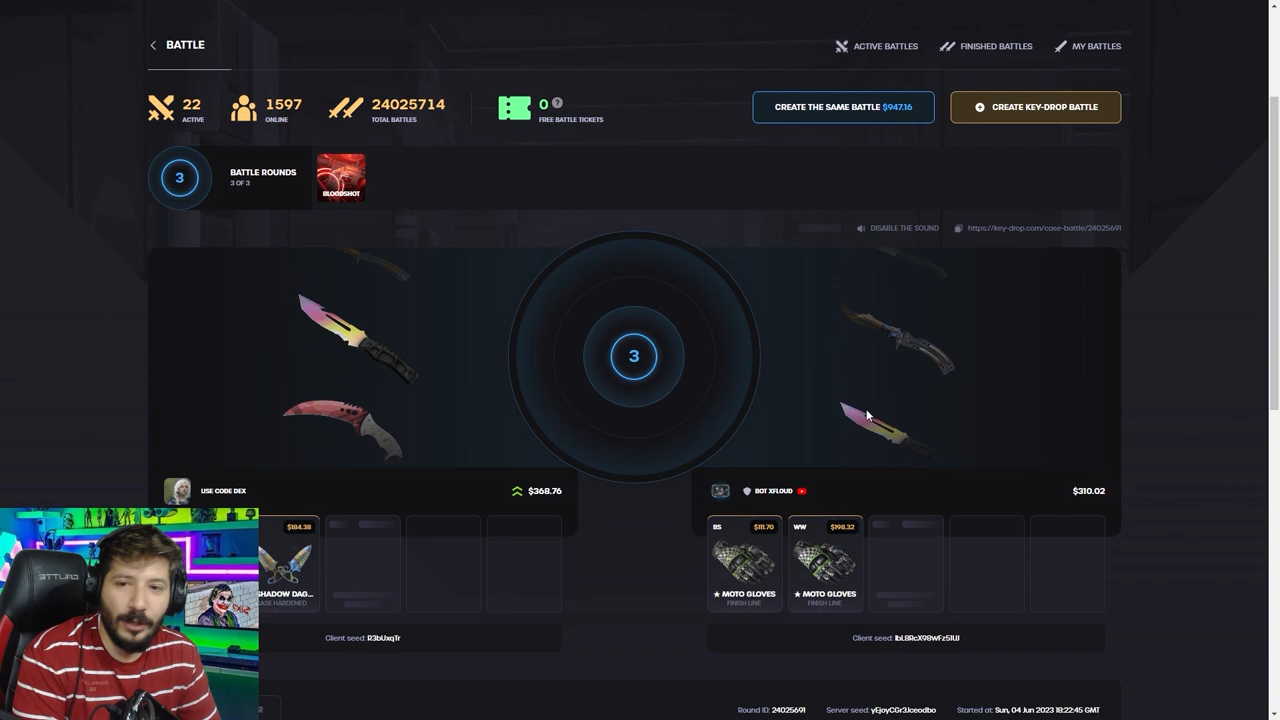 BATTLE
ACTIVE BATTLES
FINISHED BATTLES
MY BATTLES
22
ACTIVE
1597
ONLINE
24025714
TOTAL BATTLES
0 ?
FREE BATTLE TICKETS
CREATE THE SAME BATTLE $947.16
CREATE KEY-DROP BATTLE
3
BATTLE ROUNDS
3 OF 3
BLOODSHOT
DISABLE THE SOUND
https://key-drop.com/case-battle/24025691
3
USE CODE DEX
$368.76
BOT XFLOUD
$310.02
$184.38
SHADOW DAG...
CASE HARDENED
BS
$111.70
★ MOTO GLOVES
FINISH LINE
WW
$198.32
★ MOTO GLOVES
FINISH LINE
Client seed: R3bUxqTr
Client seed: lbL8RcX98WFz51UJ
Round ID: 24025691
Server seed: yEjoyCGr3Jceodbo
Started at: Sun, 04 Jun 2023 18:22:45 GMT